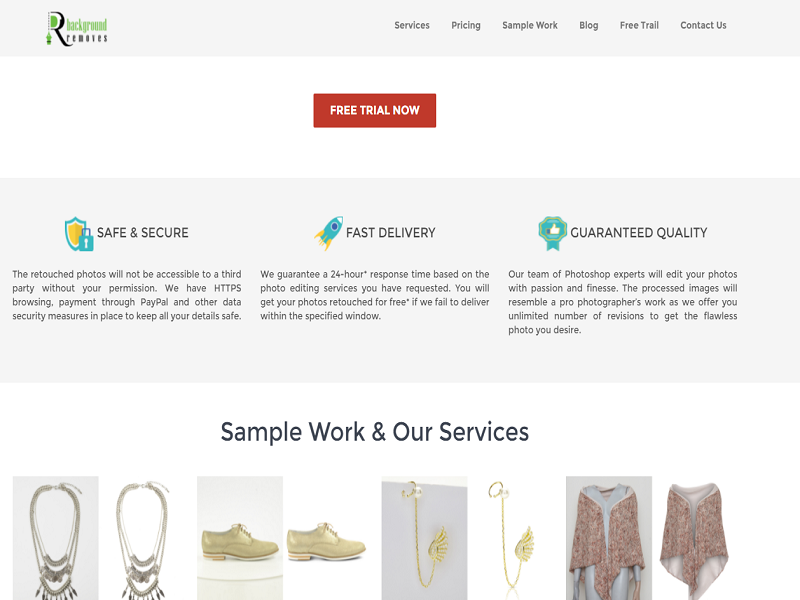 background
removes
Services Pricing Sample Work Blog Free Trail Contact Us
FREE TRIAL NOW
SAFE & SECURE
The retouched photos will not be accessible to a third
party without your permission. We have HTTPS
browsing, payment through PayPal and other data
security measures in place to keep all your details safe.
FAST DELIVERY
We guarantee a 24-hour* response time based on the
photo editing services you have requested. You will
get your photos retouched for free* if we fail to deliver
within the specified window.
GUARANTEED QUALITY
Our team of Photoshop experts will edit your photos
with passion and finesse. The processed images will
resemble a pro photographer's work as we offer you
unlimited number of revisions to get the flawless
photo you desire.
Sample Work & Our Services